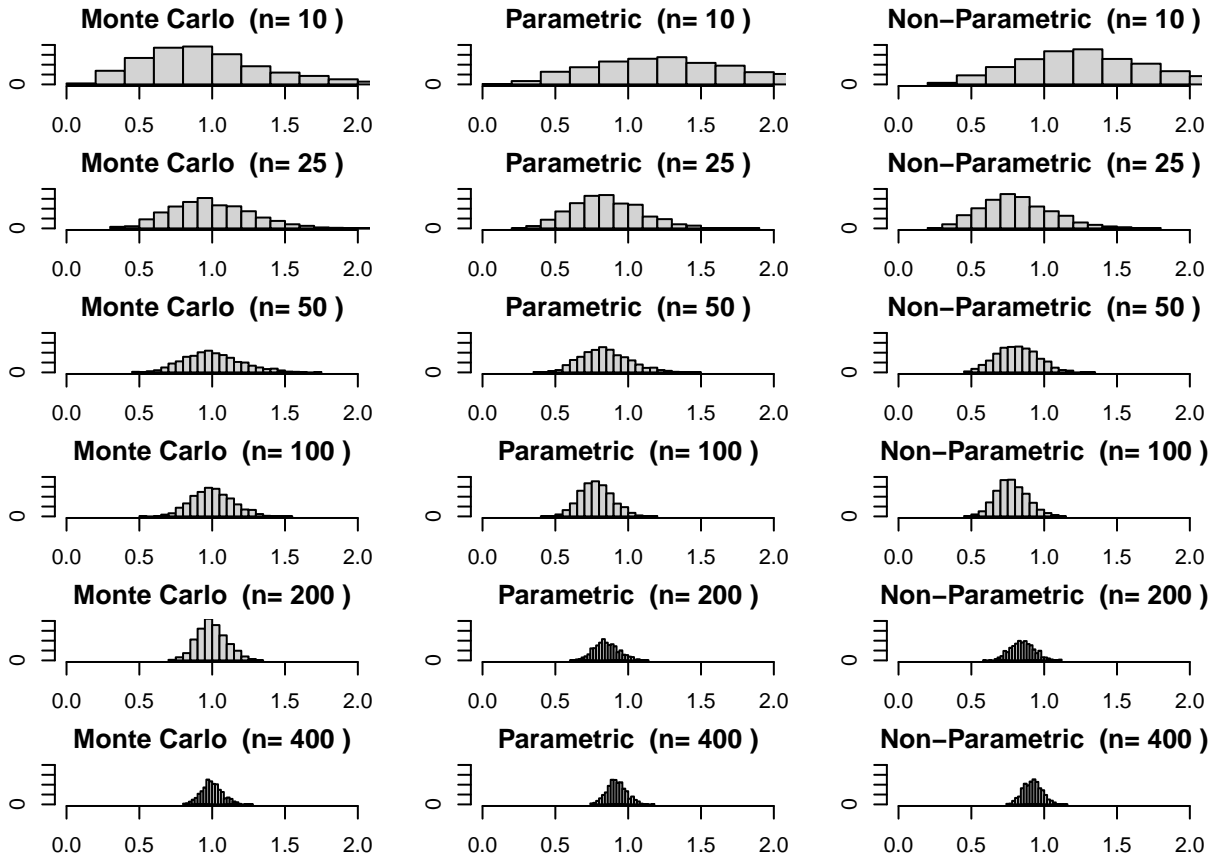 Monte Carlo (n= 10 ) Parametric (n= 10 ) Non−Parametric (n= 10 )
0 0 0
0.0 0.5 1.0 1.5 2.0 0.0 0.5 1.0 1.5 2.0 0.0 0.5 1.0 1.5 2.0
Monte Carlo (n= 25 ) Parametric (n= 25 ) Non−Parametric (n= 25 )
0 0 0
0.0 0.5 1.0 1.5 2.0 0.0 0.5 1.0 1.5 2.0 0.0 0.5 1.0 1.5 2.0
Monte Carlo (n= 50 ) Parametric (n= 50 ) Non−Parametric (n= 50 )
0 0 0
0.0 0.5 1.0 1.5 2.0 0.0 0.5 1.0 1.5 2.0 0.0 0.5 1.0 1.5 2.0
Monte Carlo (n= 100 ) Parametric (n= 100 ) Non−Parametric (n= 100 )
0 0 0
0.0 0.5 1.0 1.5 2.0 0.0 0.5 1.0 1.5 2.0 0.0 0.5 1.0 1.5 2.0
Monte Carlo (n= 200 ) Parametric (n= 200 ) Non−Parametric (n= 200 )
0 0 0
0.0 0.5 1.0 1.5 2.0 0.0 0.5 1.0 1.5 2.0 0.0 0.5 1.0 1.5 2.0
Monte Carlo (n= 400 ) Parametric (n= 400 ) Non−Parametric (n= 400 )
0 0 0
0.0 0.5 1.0 1.5 2.0 0.0 0.5 1.0 1.5 2.0 0.0 0.5 1.0 1.5 2.0